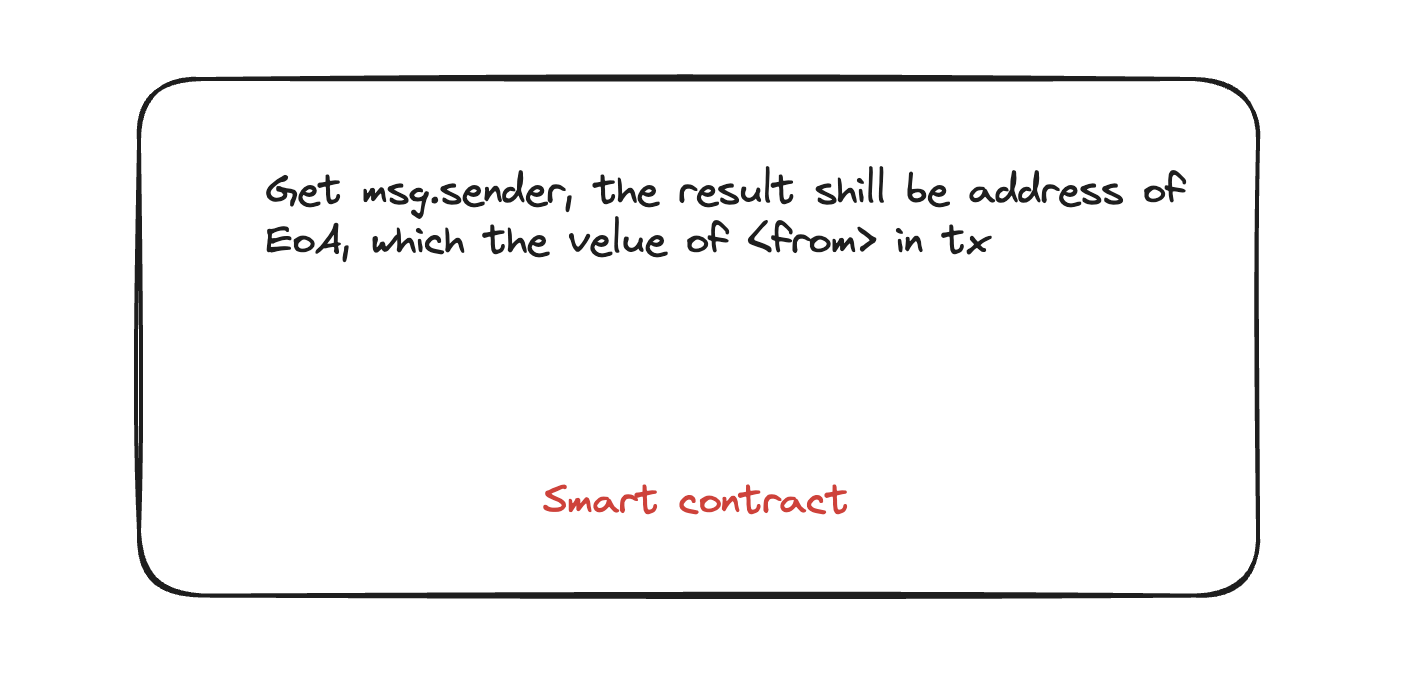 Get msg.sender, the result shill be address of
EoA, which the velue of <from> in tx
Smart contract